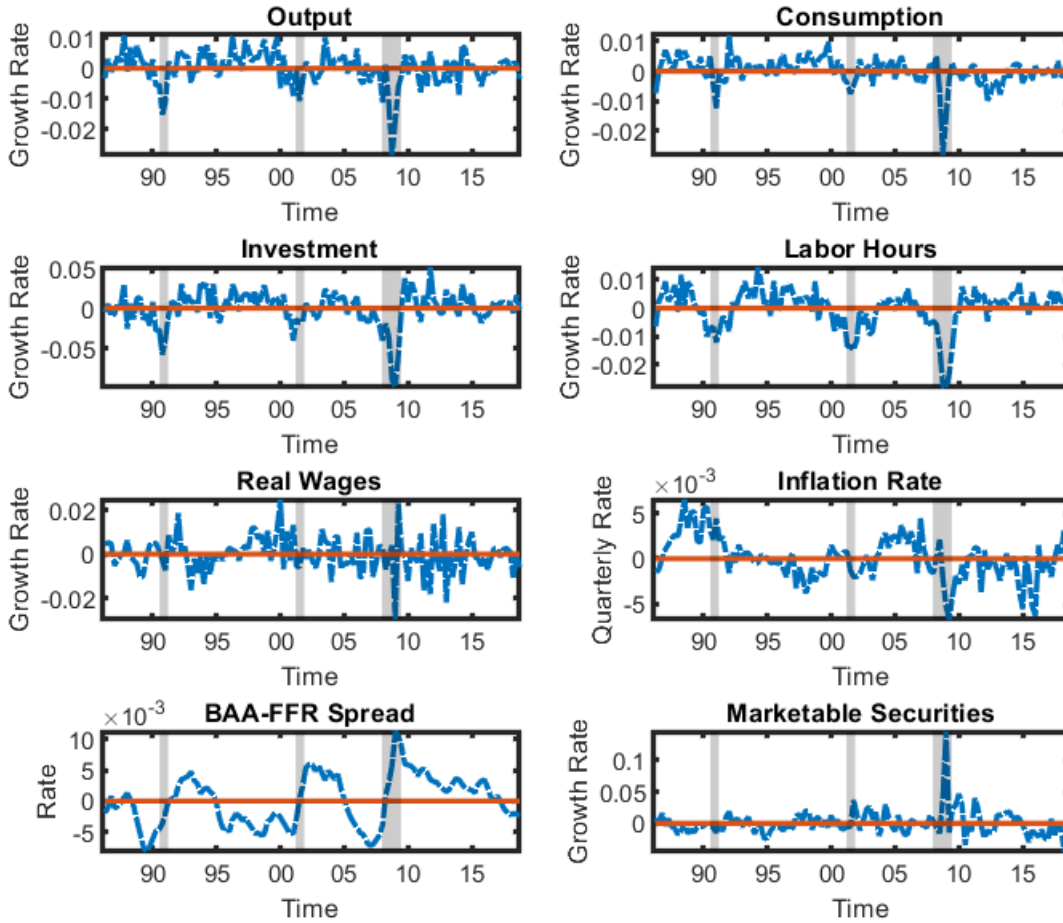 Output
Growth Rate
0.01
0
-0.01
-0.02
90 95 00 05 10 15
Time
Consumption
Growth Rate
0.01
0
-0.01
-0.02
90 95 00 05 10 15
Time
Investment
Growth Rate
0.05
0
-0.05
90 95 00 05 10 15
Time
Labor Hours
Growth Rate
0.01
0
-0.01
-0.02
90 95 00 05 10 15
Time
Real Wages
Growth Rate
0.02
0
-0.02
90 95 00 05 10 15
Time
×10⁻³ Inflation Rate
Quarterly Rate
5
0
-5
90 95 00 05 10 15
Time
×10⁻³ BAA-FFR Spread
Rate
10
5
0
-5
90 95 00 05 10 15
Time
Marketable Securities
Growth Rate
0.1
0.05
0
90 95 00 05 10 15
Time